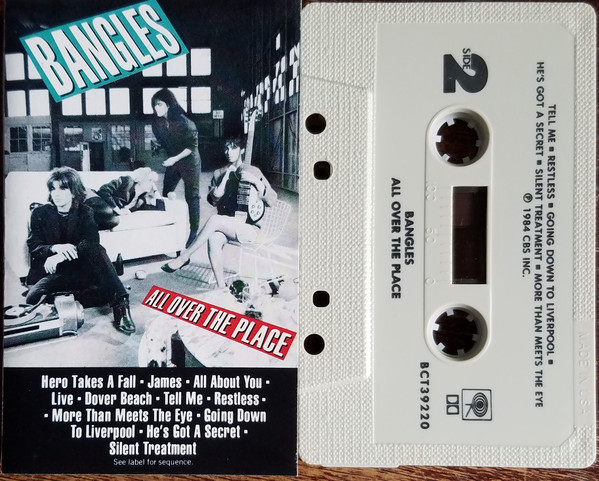 BANGLES
ALL OVER THE PLACE
Hero Takes A Fall · James · All About You ·
Live · Dover Beach · Tell Me · Restless ·
· More Than Meets The Eye · Going Down
To Liverpool · He's Got A Secret ·
Silent Treatment
See label for sequence.
SIDE
2
TELL ME ■ RESTLESS ■ GOING DOWN TO LIVERPOOL ■
HE'S GOT A SECRET ■ SILENT TREATMENT ■ MORE THAN MEETS THE EYE
℗ 1984 CBS INC.
BANGLES
ALL OVER THE PLACE
BCT39220